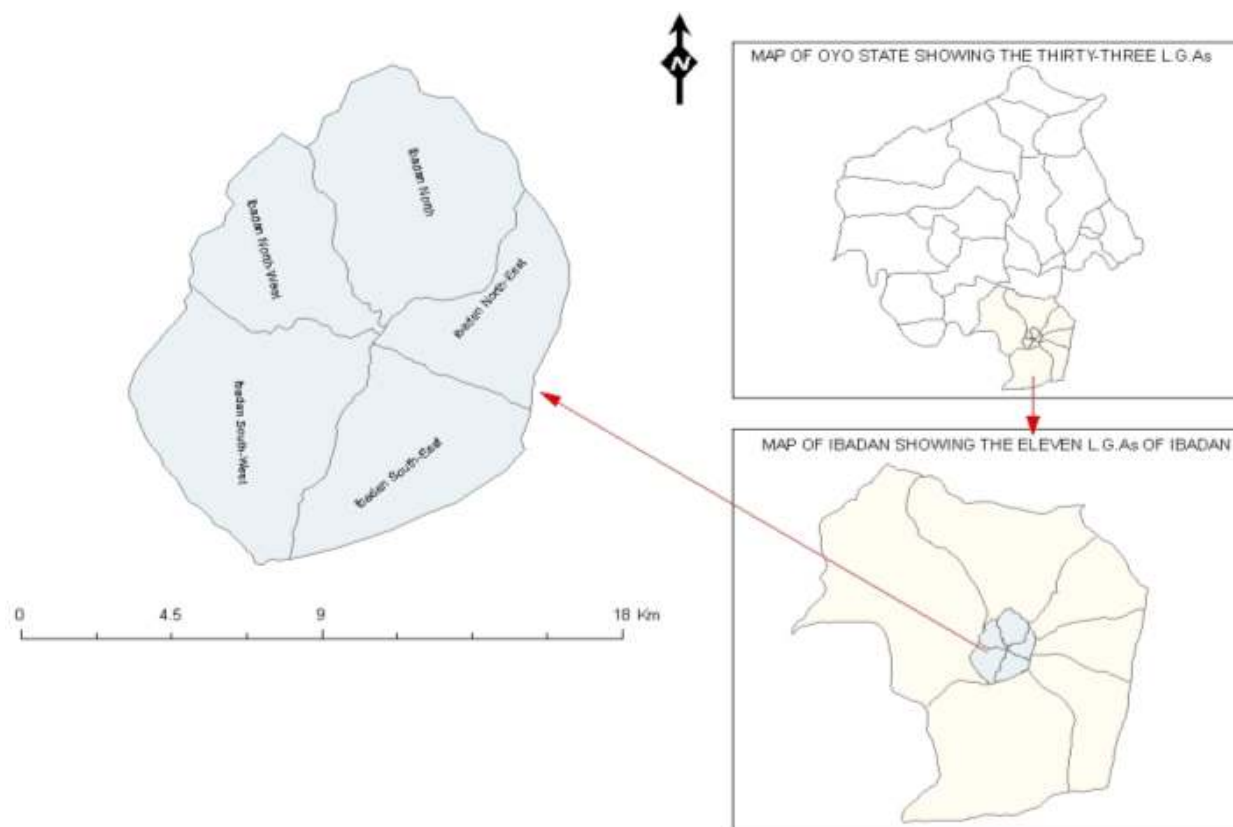 N
MAP OF OYO STATE SHOWING THE THIRTY-THREE L.G.As
Ibadan North
Ibadan North-West
Ibadan North-East
Ibadan South-West
Ibadan South-East
MAP OF IBADAN SHOWING THE ELEVEN L.G.As OF IBADAN
0 4.5 9 18 Km